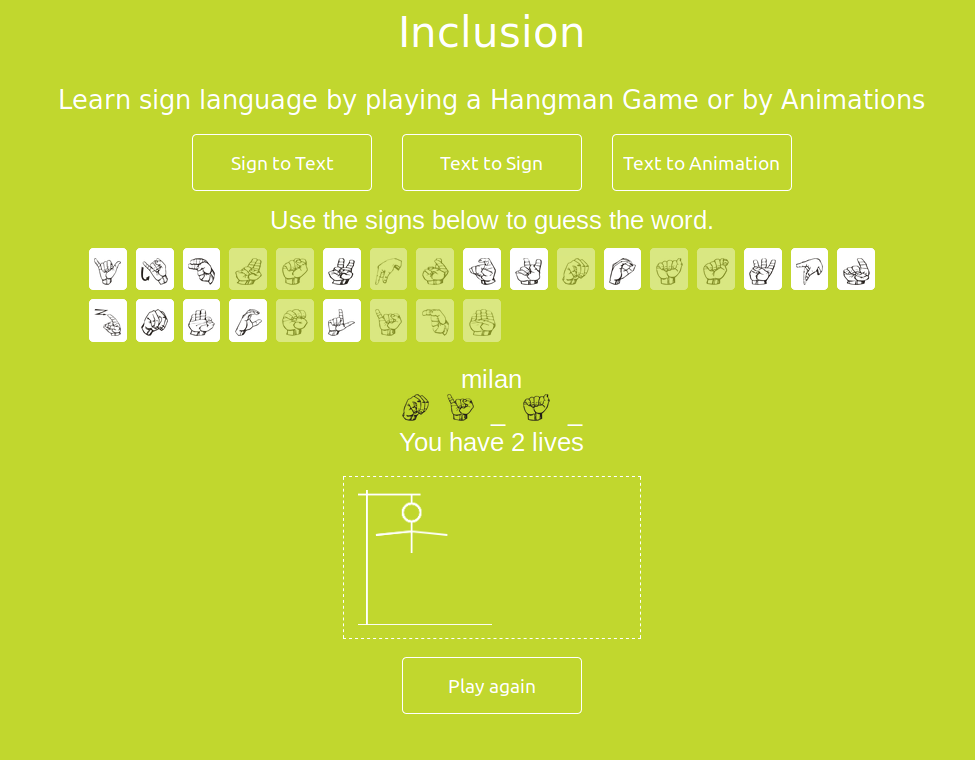 Inclusion
Learn sign language by playing a Hangman Game or by Animations
Sign to Text Text to Sign Text to Animation
Use the signs below to guess the word.
milan
_ _
You have 2 lives
Play again